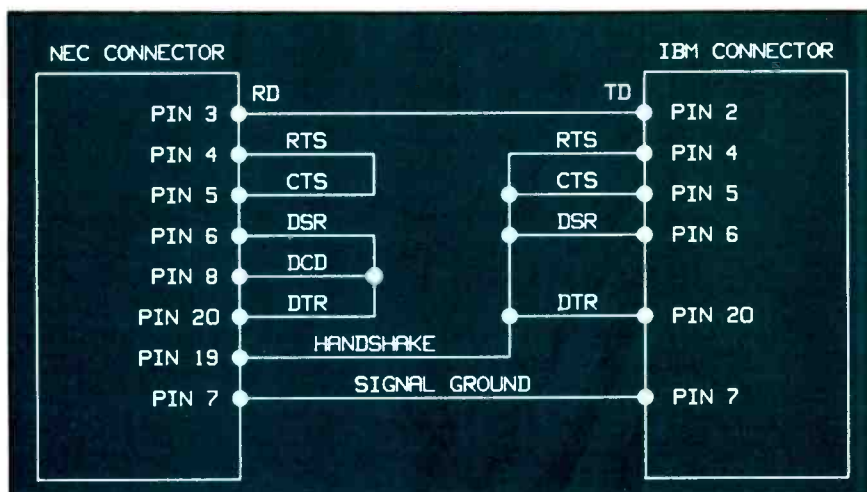 NEC CONNECTOR
IBM CONNECTOR
PIN 3 RD TD PIN 2
PIN 4 RTS RTS PIN 4
PIN 5 CTS CTS PIN 5
PIN 6 DSR DSR PIN 6
PIN 8 DCD
PIN 20 DTR DTR PIN 20
PIN 19 HANDSHAKE
PIN 7 SIGNAL GROUND PIN 7